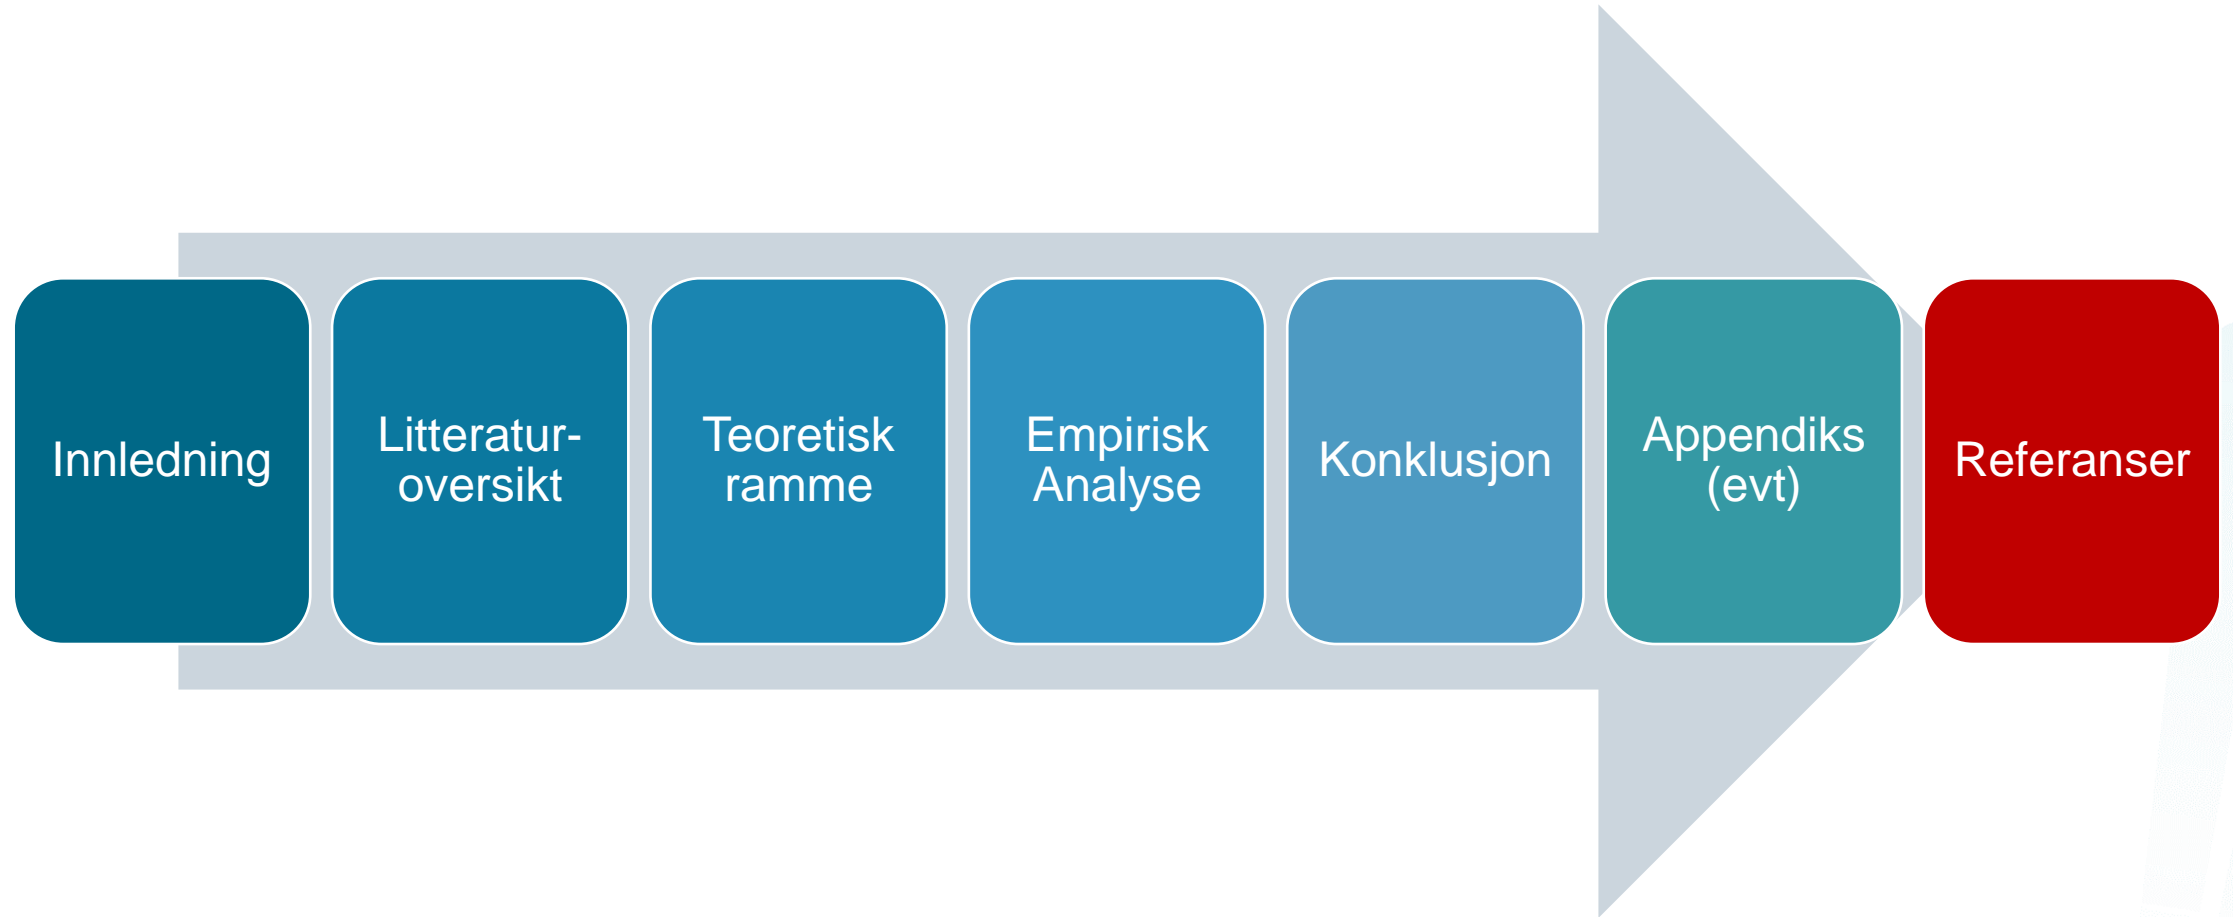 Innledning
Litteratur-
oversikt
Teoretisk
ramme
Empirisk
Analyse
Konklusjon
Appendiks
(evt)
Referanser